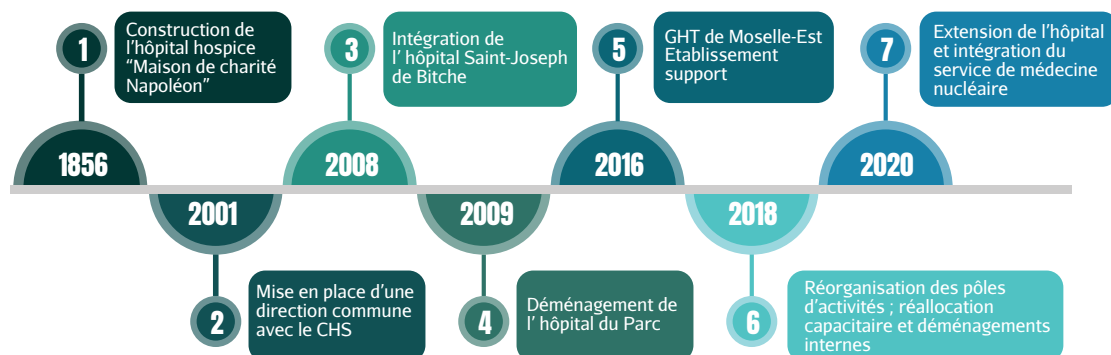 1
Construction de
l'hôpital hospice
“Maison de charité
Napoléon”
1856
2001
2
Mise en place d'une
direction commune
avec le CHS
3
Intégration de
l' hôpital Saint-Joseph
de Bitche
2008
2009
4
Déménagement de
l' hôpital du Parc
5
GHT de Moselle-Est
Etablissement
support
2016
2018
6
Réorganisation des pôles
d'activités ; réallocation
capacitaire et déménagements
internes
7
Extension de l'hôpital
et intégration du
service de médecine
nucléaire
2020